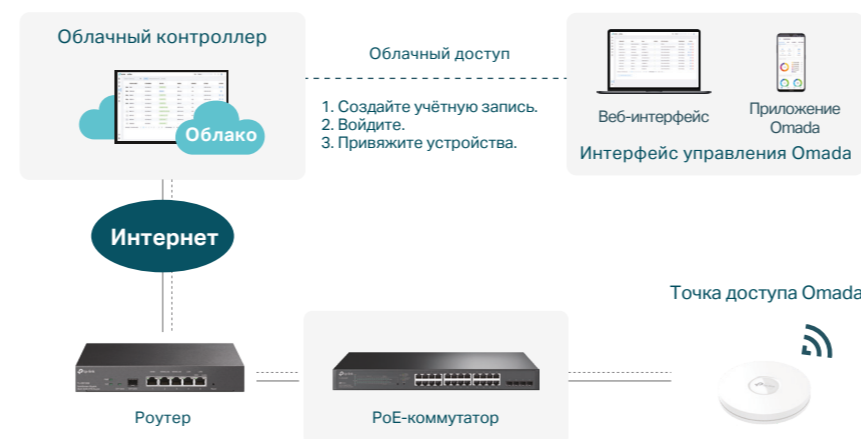 Облачный контроллер
Облако
Облачный доступ
1. Создайте учётную запись.
2. Войдите.
3. Привяжите устройства.
Веб-интерфейс
Приложение
Omada
Интерфейс управления Omada
Интернет
Точка доступа Omada
Роутер
PoE-коммутатор